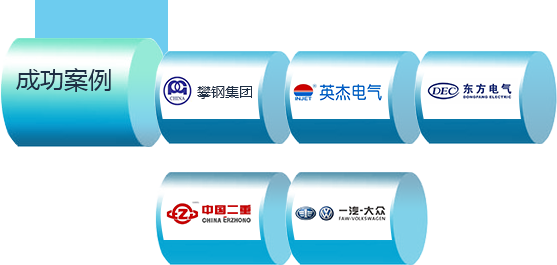 成功案例
CHINA
攀钢集团
INJET
英杰电气
DEC
东方电气
DONGFANG ELECTRIC
中国二重
CHINA ERZHONG
一汽-大众
FAW-VOLKSWAGEN